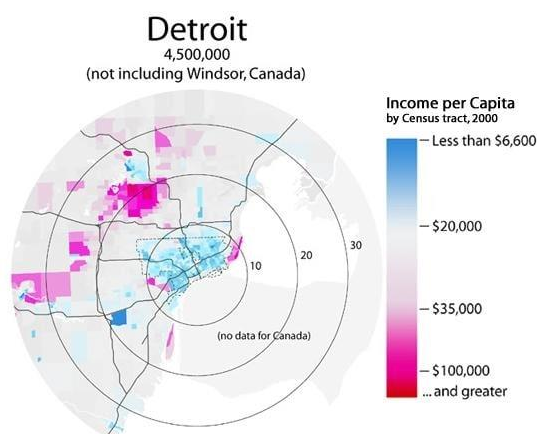 Detroit
4,500,000
(not including Windsor, Canada)
Income per Capita
by Census tract, 2000
Less than $6,600
$20,000
$35,000
$100,000
...and greater
10
20
30
(no data for Canada)